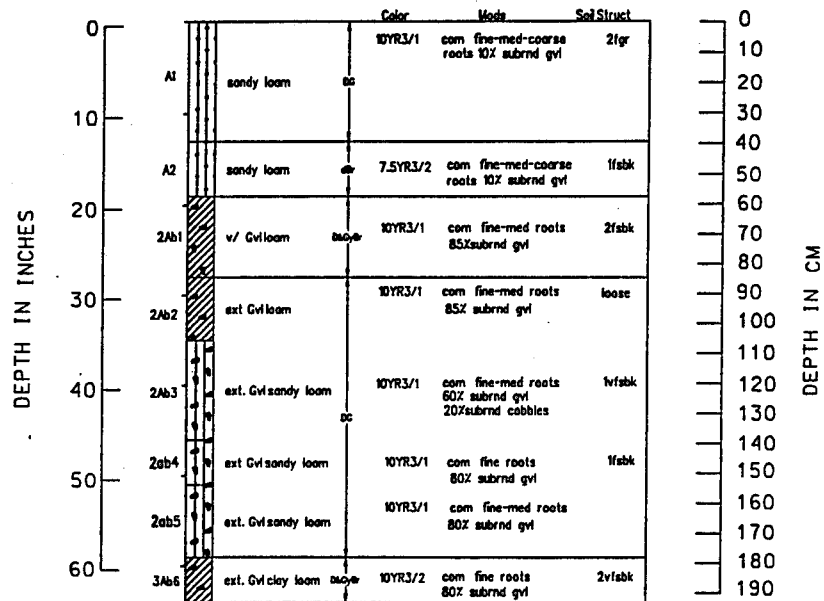 Color Mods Soil Struct
DEPTH IN INCHES
0
10
20
30
40
50
60
A1 sandy loam DG 10YR3/1 com fine-med-coarse roots 10% subrnd gvl 2fgr
A2 sandy loam 7.5YR3/2 com fine-med-coarse roots 10% subrnd gvl 1fsbk
2Ab1 v/ Gvl loam DkGyBr 10YR3/1 com fine-med roots 85% subrnd gvl 2fsbk
2Ab2 ext Gvl loam 10YR3/1 com fine-med roots 85% subrnd gvl loose
2Ab3 ext. Gvl sandy loam DG 10YR3/1 com fine-med roots 60% subrnd gvl 20% subrnd cobbles 1vfsbk
2ab4 ext Gvl sandy loam 10YR3/1 com fine roots 80% subrnd gvl 1fsbk
2ab5 ext. Gvl sandy loam 10YR3/1 com fine-med roots 80% subrnd gvl
3Ab6 ext. Gvl clay loam DkGyBr 10YR3/2 com fine roots 80% subrnd gvl 2vfsbk
0
10
20
30
40
50
60
70
80
90
100
110
120
130
140
150
160
170
180
190
DEPTH IN CM